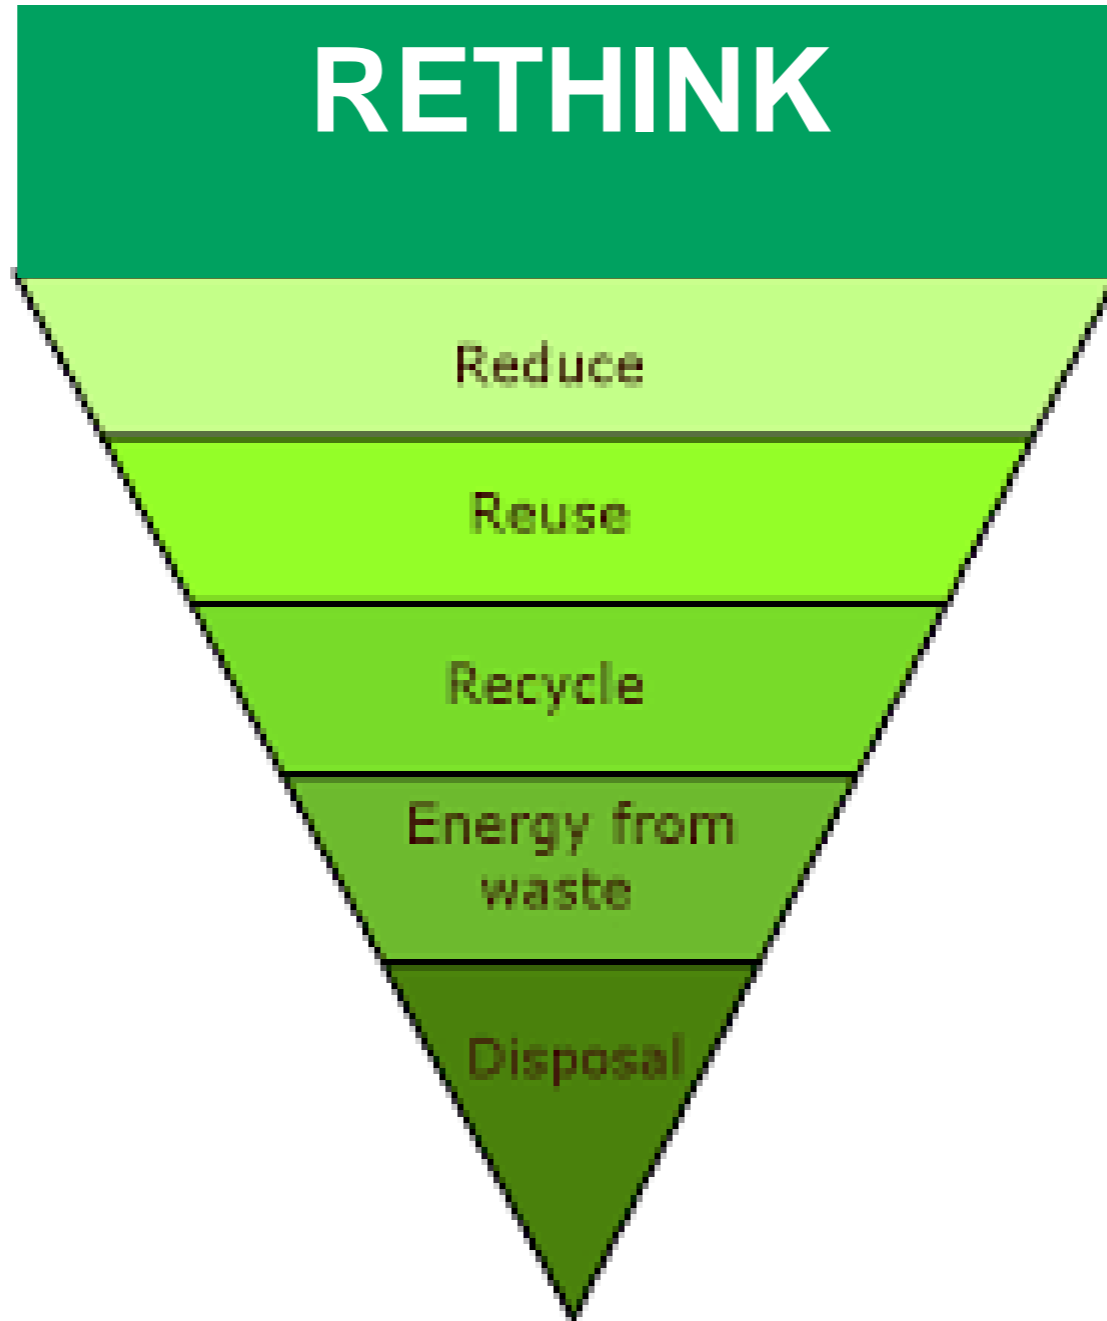 RETHINK
Reduce
Reuse
Recycle
Energy from
waste
Disposal